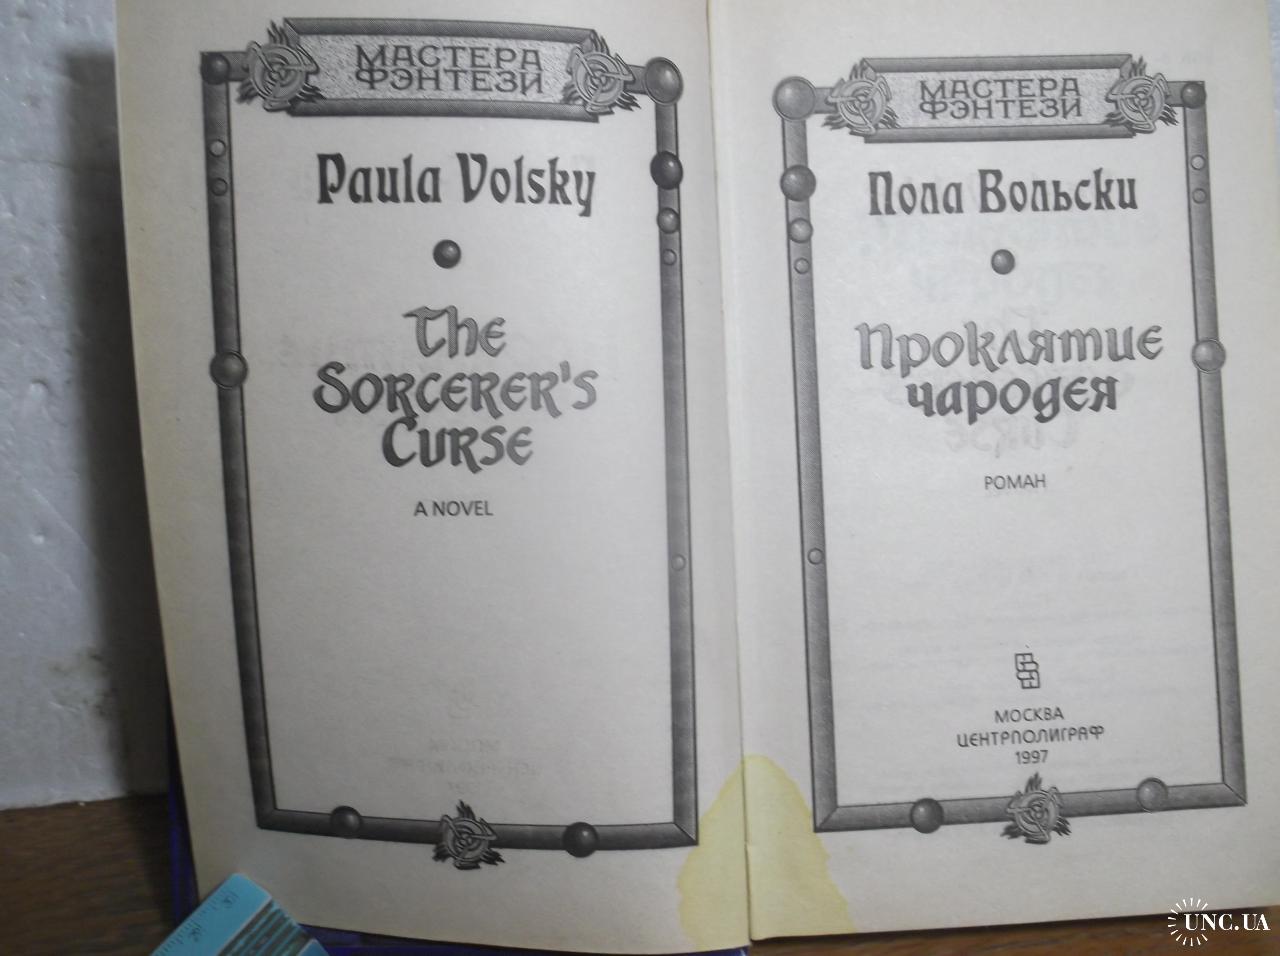 МАСТЕРА
ФЭНТЕЗИ
Paula Volsky
The
Sorcerer's
Curse
A NOVEL
МАСТЕРА
ФЭНТЕЗИ
Пола Вольски
Проклятие
чародея
РОМАН
МОСКВА
ЦЕНТРПОЛИГРАФ
1997
UNC.UA